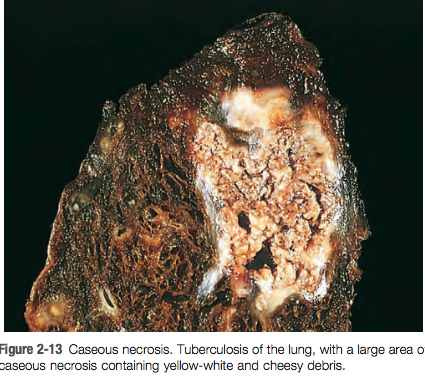 Figure 2-13 Caseous necrosis. Tuberculosis of the lung, with a large area o
caseous necrosis containing yellow-white and cheesy debris.